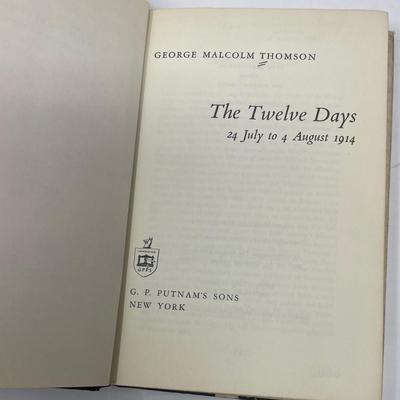 GEORGE MALCOLM THOMSON
The Twelve Days
24 July to 4 August 1914
G P P S
G. P. PUTNAM'S SONS
NEW YORK